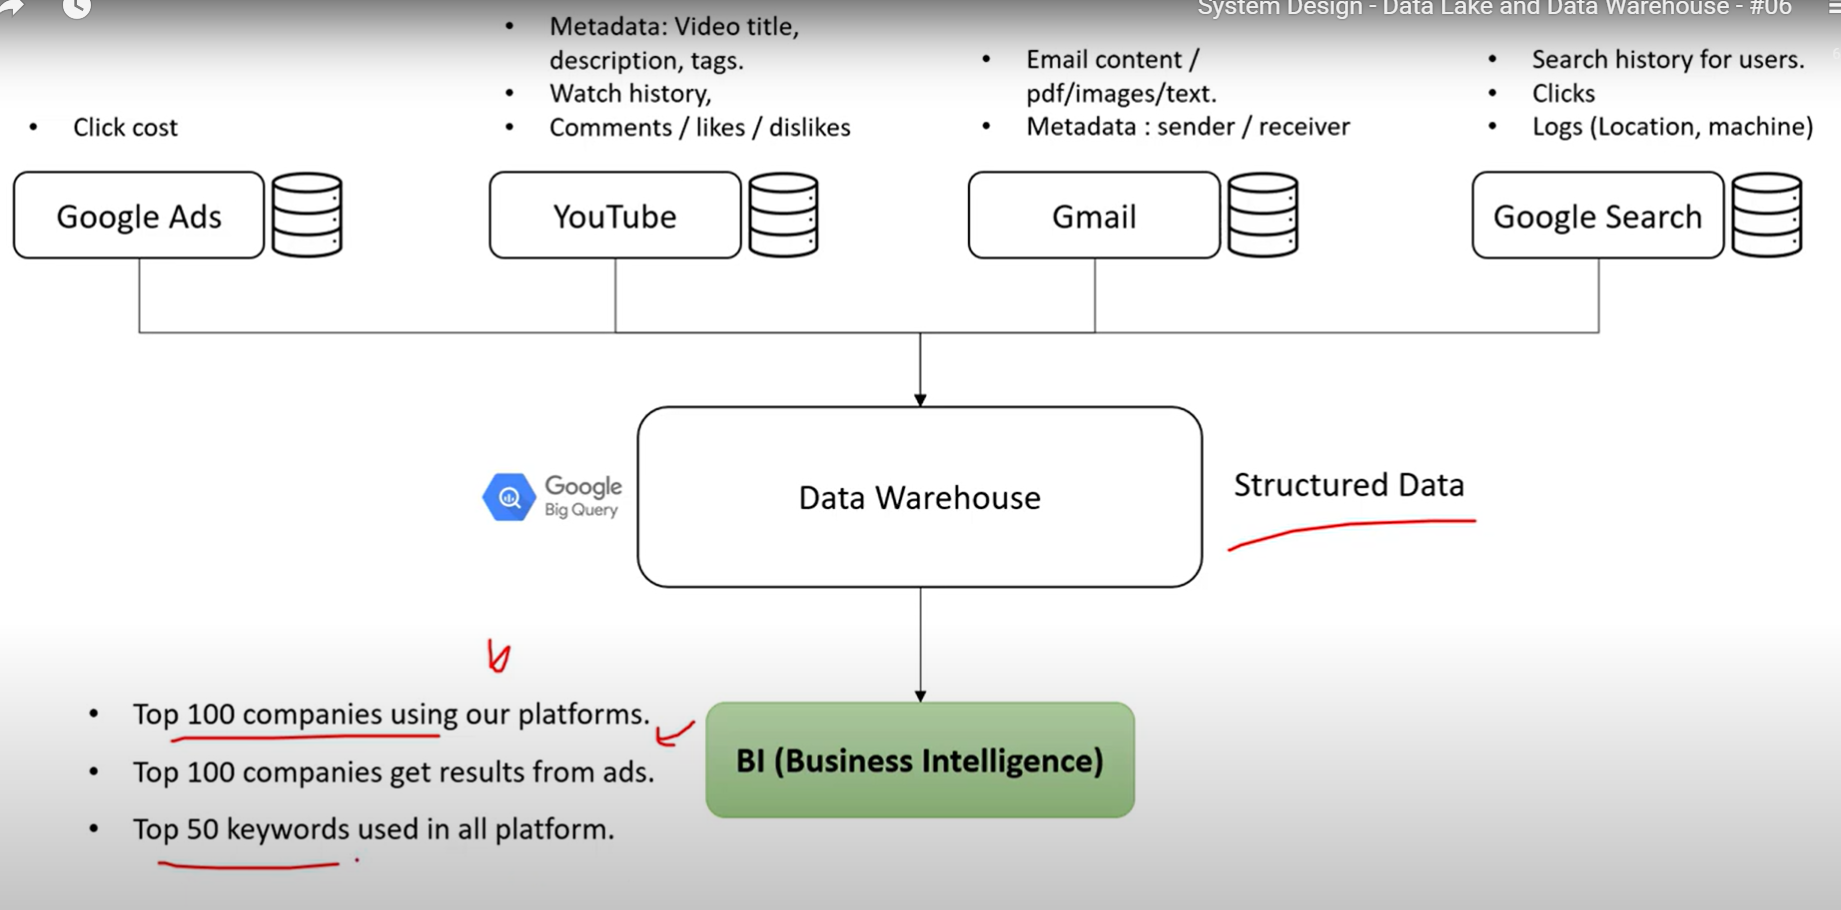 System Design - Data Lake and Data Warehouse - #06
• Click cost
• Metadata: Video title,
description, tags.
• Watch history,
• Comments / likes / dislikes
• Email content /
pdf/images/text.
• Metadata : sender / receiver
• Search history for users.
• Clicks
• Logs (Location, machine)
Google Ads
YouTube
Gmail
Google Search
Google
Big Query
Data Warehouse
Structured Data
• Top 100 companies using our platforms.
• Top 100 companies get results from ads.
• Top 50 keywords used in all platform.
BI (Business Intelligence)